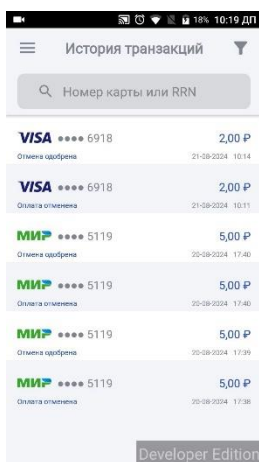 18% 10:19 ДП
История транзакций
Номер карты или RRN
VISA •••• 6918 2,00 ₽
Отмена одобрена 21-08-2024 10:14
VISA •••• 6918 2,00 ₽
Оплата отменена 21-08-2024 10:11
МИР •••• 5119 5,00 ₽
Отмена одобрена 20-08-2024 17:40
МИР •••• 5119 5,00 ₽
Оплата отменена 20-08-2024 17:40
МИР •••• 5119 5,00 ₽
Отмена одобрена 20-08-2024 17:39
МИР •••• 5119 5,00 ₽
Оплата отменена 20-08-2024 17:38
Developer Edition